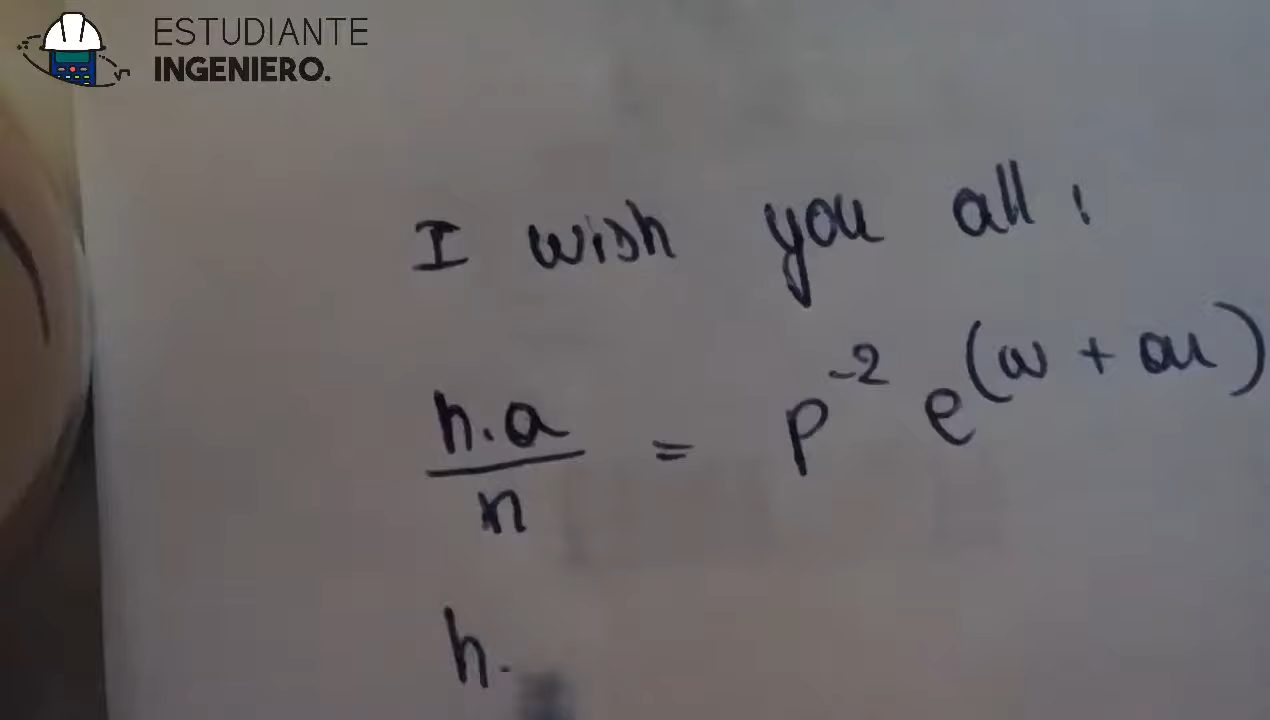 ESTUDIANTE
INGENIERO.
I wish you all :
h.a/n = p^-2 e^(w + au)
h.